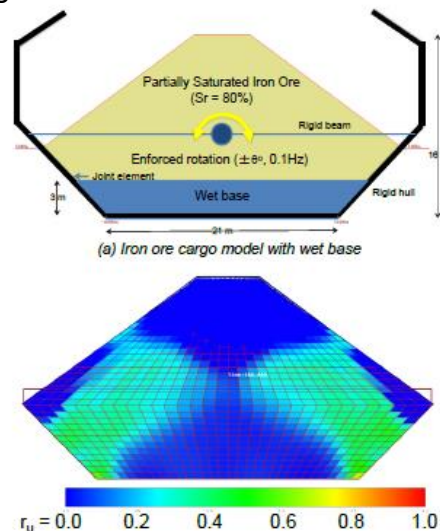 Partially Saturated Iron Ore
(Sr = 80%)
Rigid beam
Enforced rotation (±8°, 0.1Hz)
Joint element
16
3 m
Wet base
Rigid hull
21 m
(a) Iron ore cargo model with wet base
rᵤ = 0.0 0.2 0.4 0.6 0.8 1.0